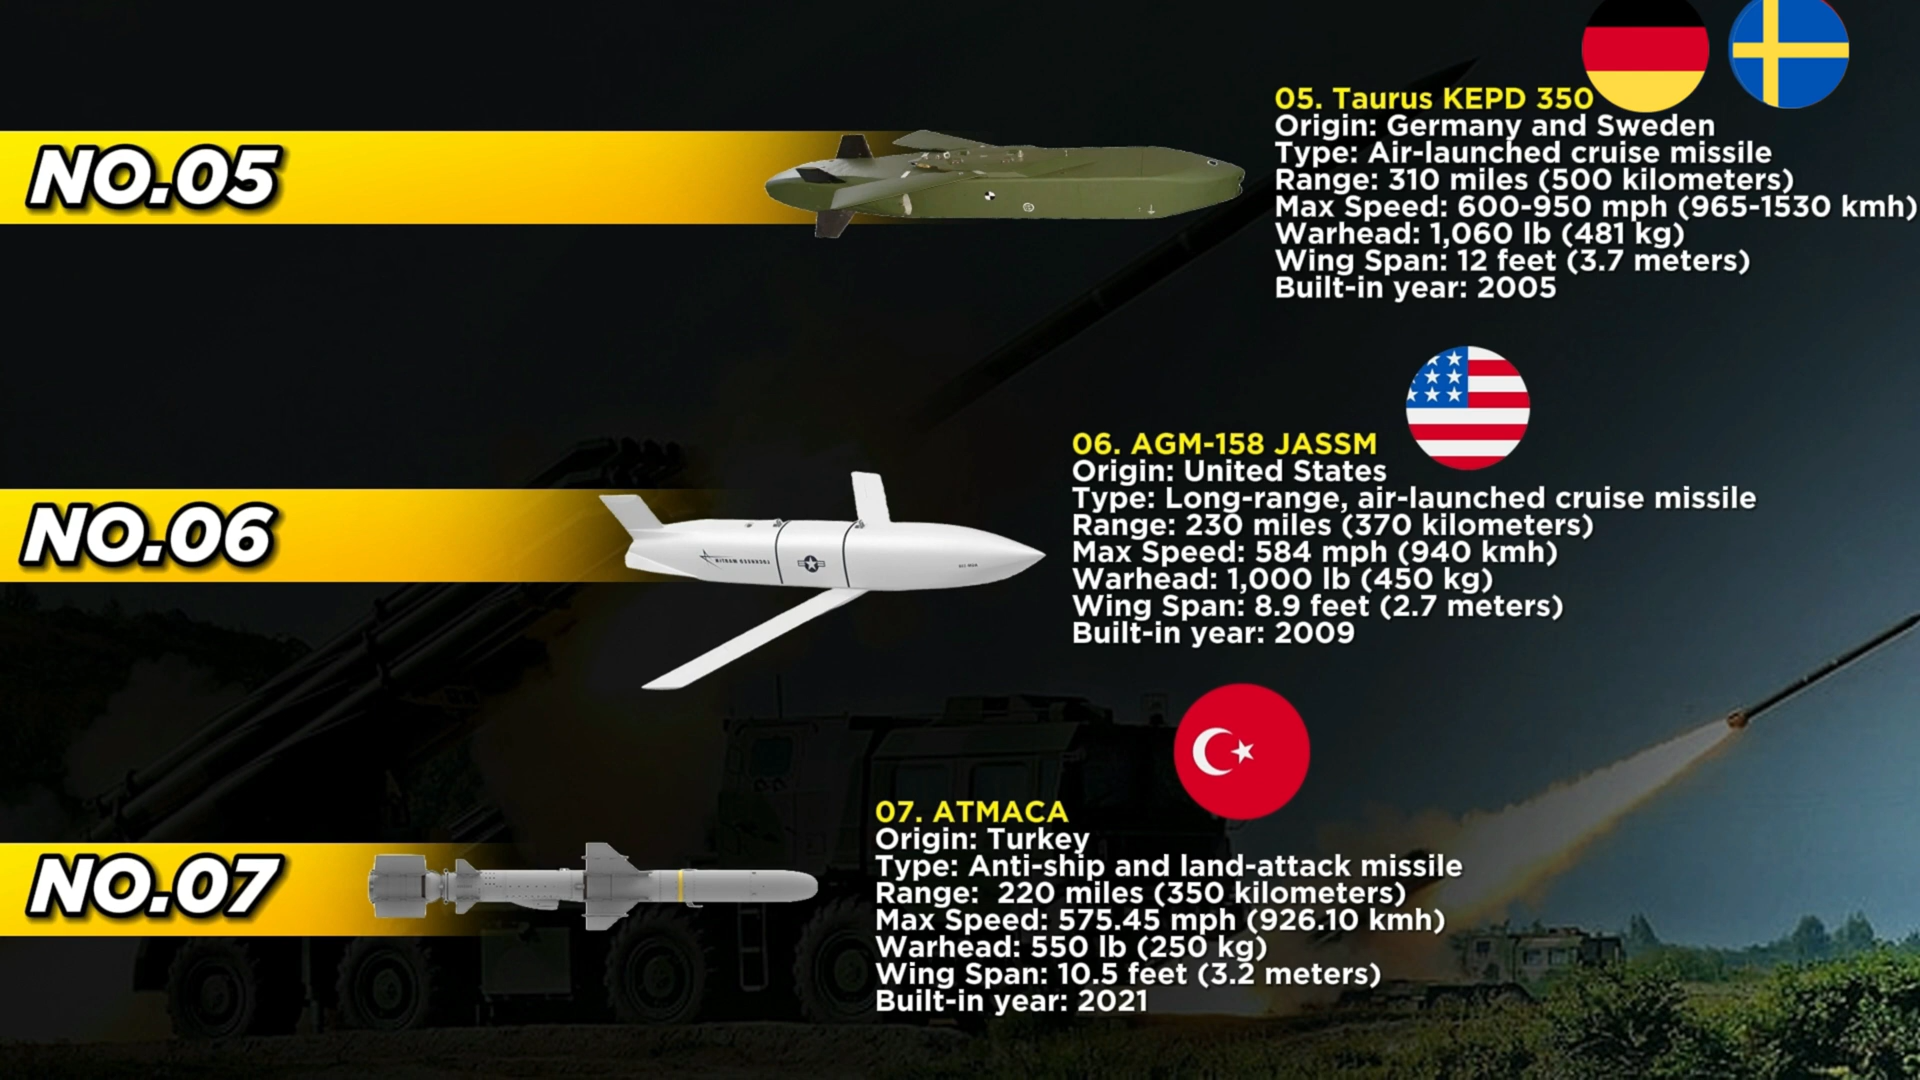 NO.05
05. Taurus KEPD 350
Origin: Germany and Sweden
Type: Air-launched cruise missile
Range: 310 miles (500 kilometers)
Max Speed: 600-950 mph (965-1530 kmh)
Warhead: 1,060 lb (481 kg)
Wing Span: 12 feet (3.7 meters)
Built-in year: 2005
NO.06
06. AGM-158 JASSM
Origin: United States
Type: Long-range, air-launched cruise missile
Range: 230 miles (370 kilometers)
Max Speed: 584 mph (940 kmh)
Warhead: 1,000 lb (450 kg)
Wing Span: 8.9 feet (2.7 meters)
Built-in year: 2009
NO.07
07. ATMACA
Origin: Turkey
Type: Anti-ship and land-attack missile
Range: 220 miles (350 kilometers)
Max Speed: 575.45 mph (926.10 kmh)
Warhead: 550 lb (250 kg)
Wing Span: 10.5 feet (3.2 meters)
Built-in year: 2021